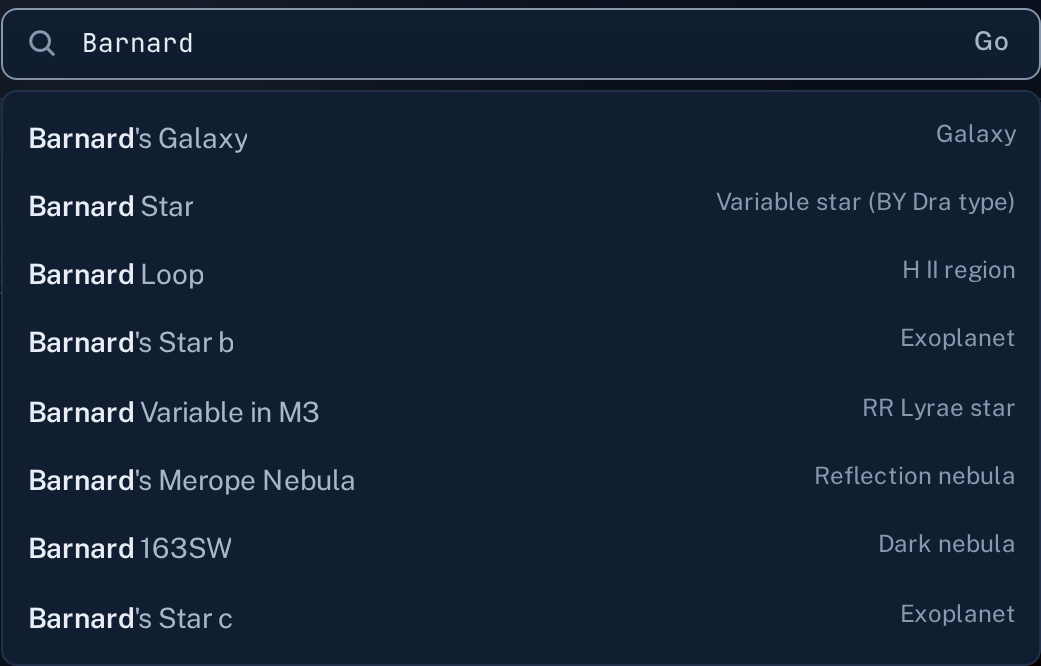 Barnard Go
Barnard's Galaxy Galaxy
Barnard Star Variable star (BY Dra type)
Barnard Loop H II region
Barnard's Star b Exoplanet
Barnard Variable in M3 RR Lyrae star
Barnard's Merope Nebula Reflection nebula
Barnard 163SW Dark nebula
Barnard's Star c Exoplanet